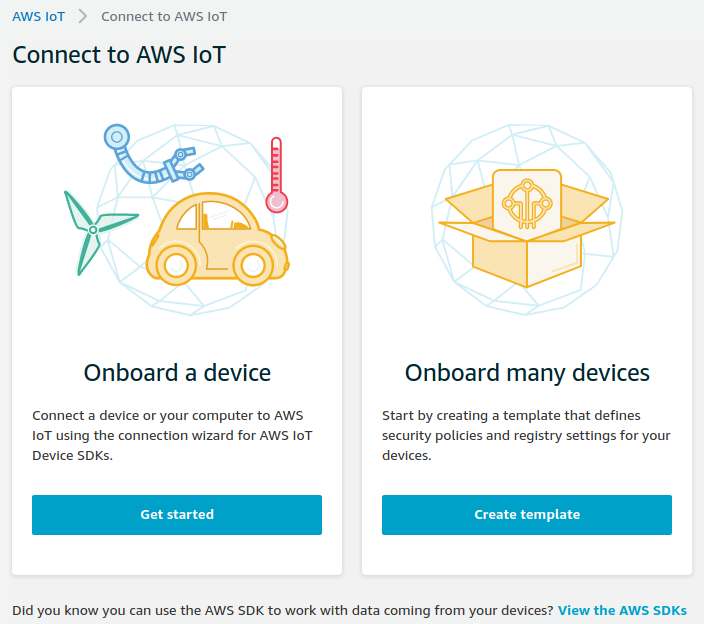 AWS IoT > Connect to AWS IoT
Connect to AWS IoT
Onboard a device
Connect a device or your computer to AWS
IoT using the connection wizard for AWS IoT
Device SDKs.
Get started
Onboard many devices
Start by creating a template that defines
security policies and registry settings for your
devices.
Create template
Did you know you can use the AWS SDK to work with data coming from your devices? View the AWS SDKs